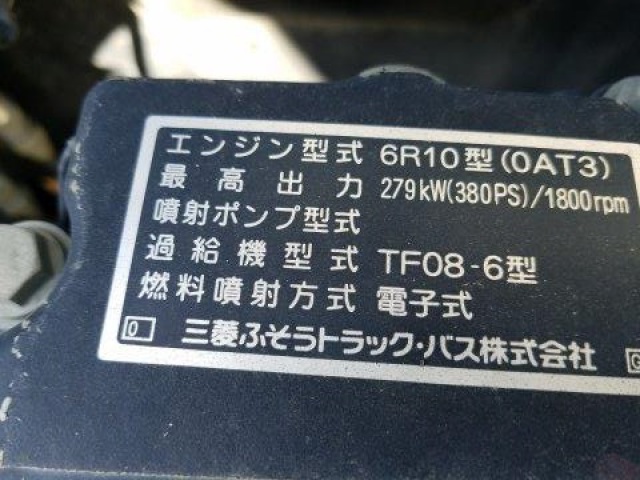 エンジン型式 6R10型(0AT3)
最高出力 279kW(380PS)/1800rpm
噴射ポンプ型式
過給機型式 TF08-6型
燃料噴射方式 電子式
0 三菱ふそうトラック・バス株式会社 G